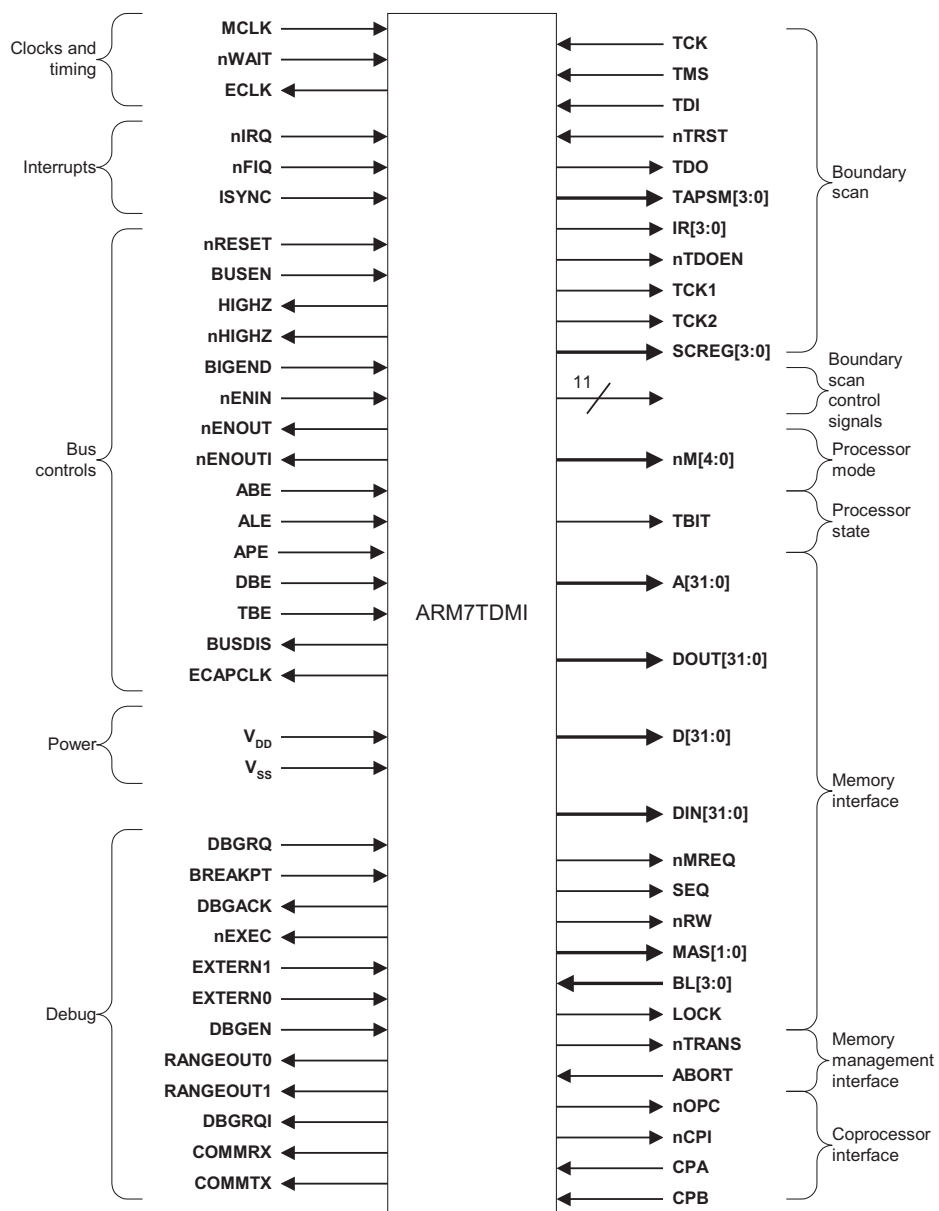 Clocks and
timing
MCLK
nWAIT
ECLK
Interrupts
nIRQ
nFIQ
ISYNC
Bus
controls
nRESET
BUSEN
HIGHZ
nHIGHZ
BIGEND
nENIN
nENOUT
nENOUTI
ABE
ALE
APE
DBE
TBE
BUSDIS
ECAPCLK
Power
VDD
VSS
Debug
DBGRQ
BREAKPT
DBGACK
nEXEC
EXTERN1
EXTERN0
DBGEN
RANGEOUT0
RANGEOUT1
DBGRQI
COMMRX
COMMTX
ARM7TDMI
TCK
TMS
TDI
nTRST
TDO
TAPSM[3:0]
IR[3:0]
nTDOEN
TCK1
TCK2
SCREG[3:0]
Boundary
scan
11
Boundary
scan
control
signals
nM[4:0]
Processor
mode
TBIT
Processor
state
A[31:0]
DOUT[31:0]
D[31:0]
DIN[31:0]
nMREQ
SEQ
nRW
MAS[1:0]
BL[3:0]
LOCK
Memory
interface
nTRANS
ABORT
Memory
management
interface
nOPC
nCPI
CPA
CPB
Coprocessor
interface